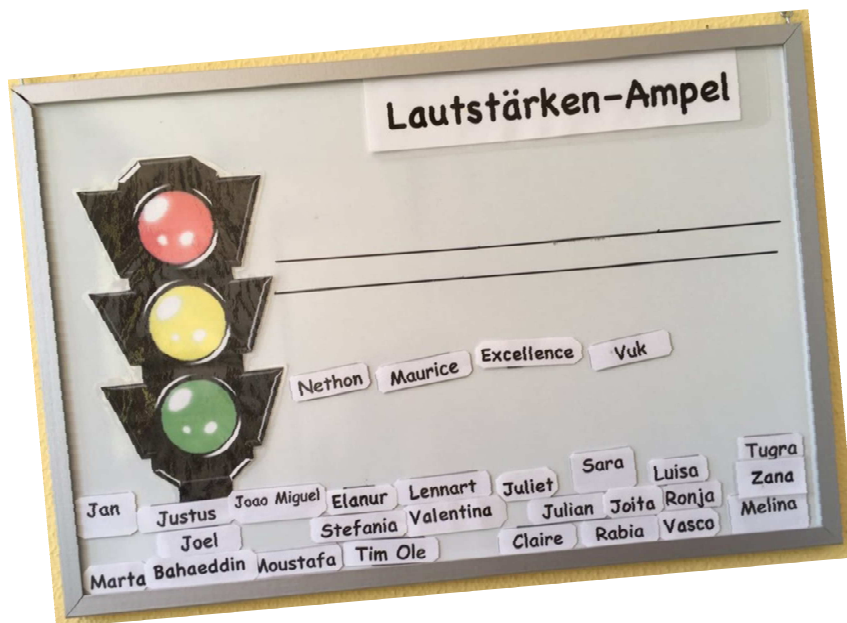 Lautstärken-Ampel
Nethon Maurice Excellence Vuk
Tugra
Sara Luisa Zana
Jan Justus Joao Miguel Elanur Lennart Juliet Julian Joita Ronja Melina
Joel Stefania Valentina Claire Rabia Vasco
Marta Bahaeddin Moustafa Tim Ole